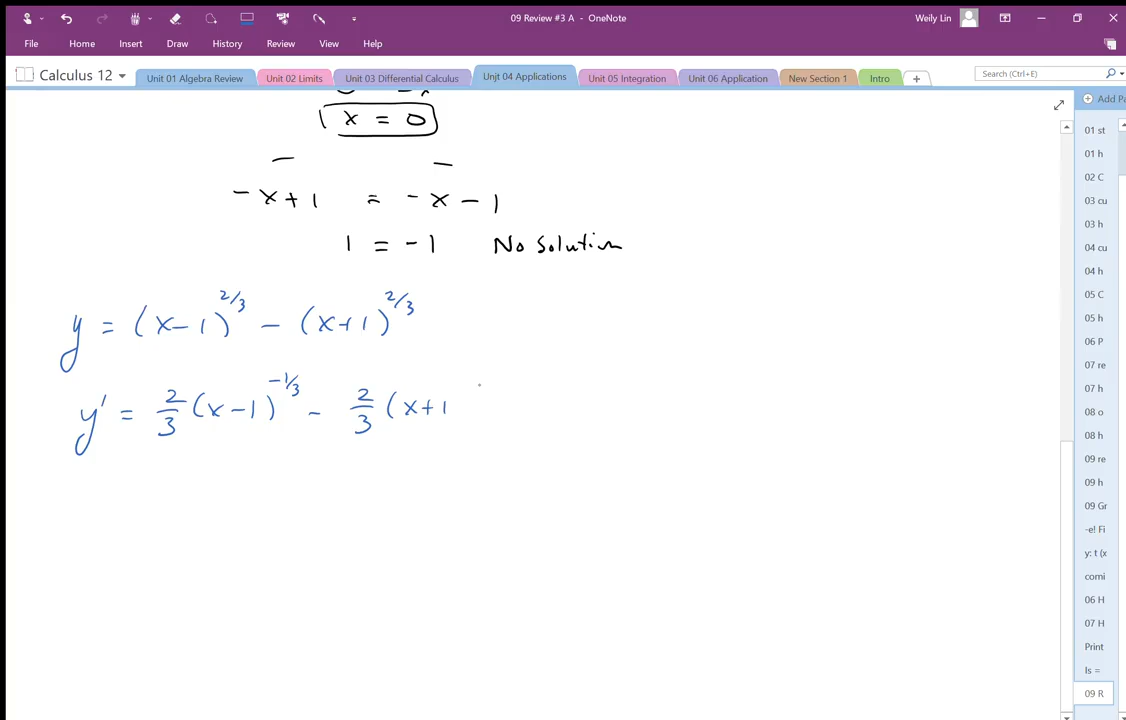 09 Review #3 A - OneNote
Weily Lin
File Home Insert Draw History Review View Help
Calculus 12
Unit 01 Algebra Review
Unit 02 Limits
Unit 03 Differential Calculus
Unit 04 Applications
Unit 05 Integration
Unit 06 Application
New Section 1
Intro
Search (Ctrl+E)
Add Pa
x = 0
-x+1 = -x-1
1 = -1 No Solution
y = (x-1)^2/3 - (x+1)^2/3
y' = 2/3 (x-1)^-1/3 - 2/3 (x+1
01 st
01 h
02 C
03 cu
03 h
04 cu
04 h
05 C
05 h
06 P
07 re
07 h
08 o
08 h
09 re
09 h
09 Gr
-e! Fi
y: t (x
comi
06 H
07 H
Print
Is =
09 R